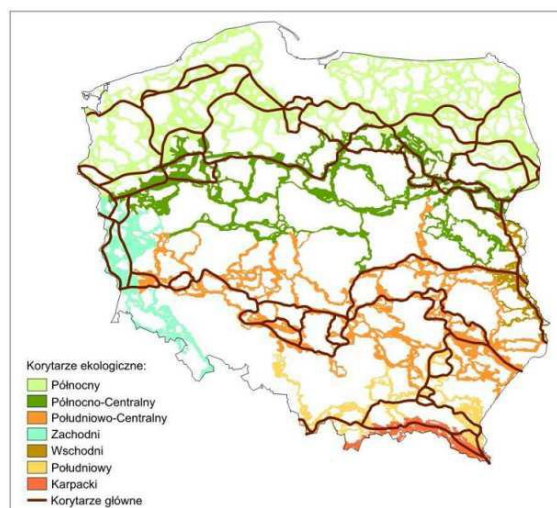 Korytarze ekologiczne:
Północny
Północno-Centralny
Południowo-Centralny
Zachodni
Wschodni
Południowy
Karpacki
Korytarze główne